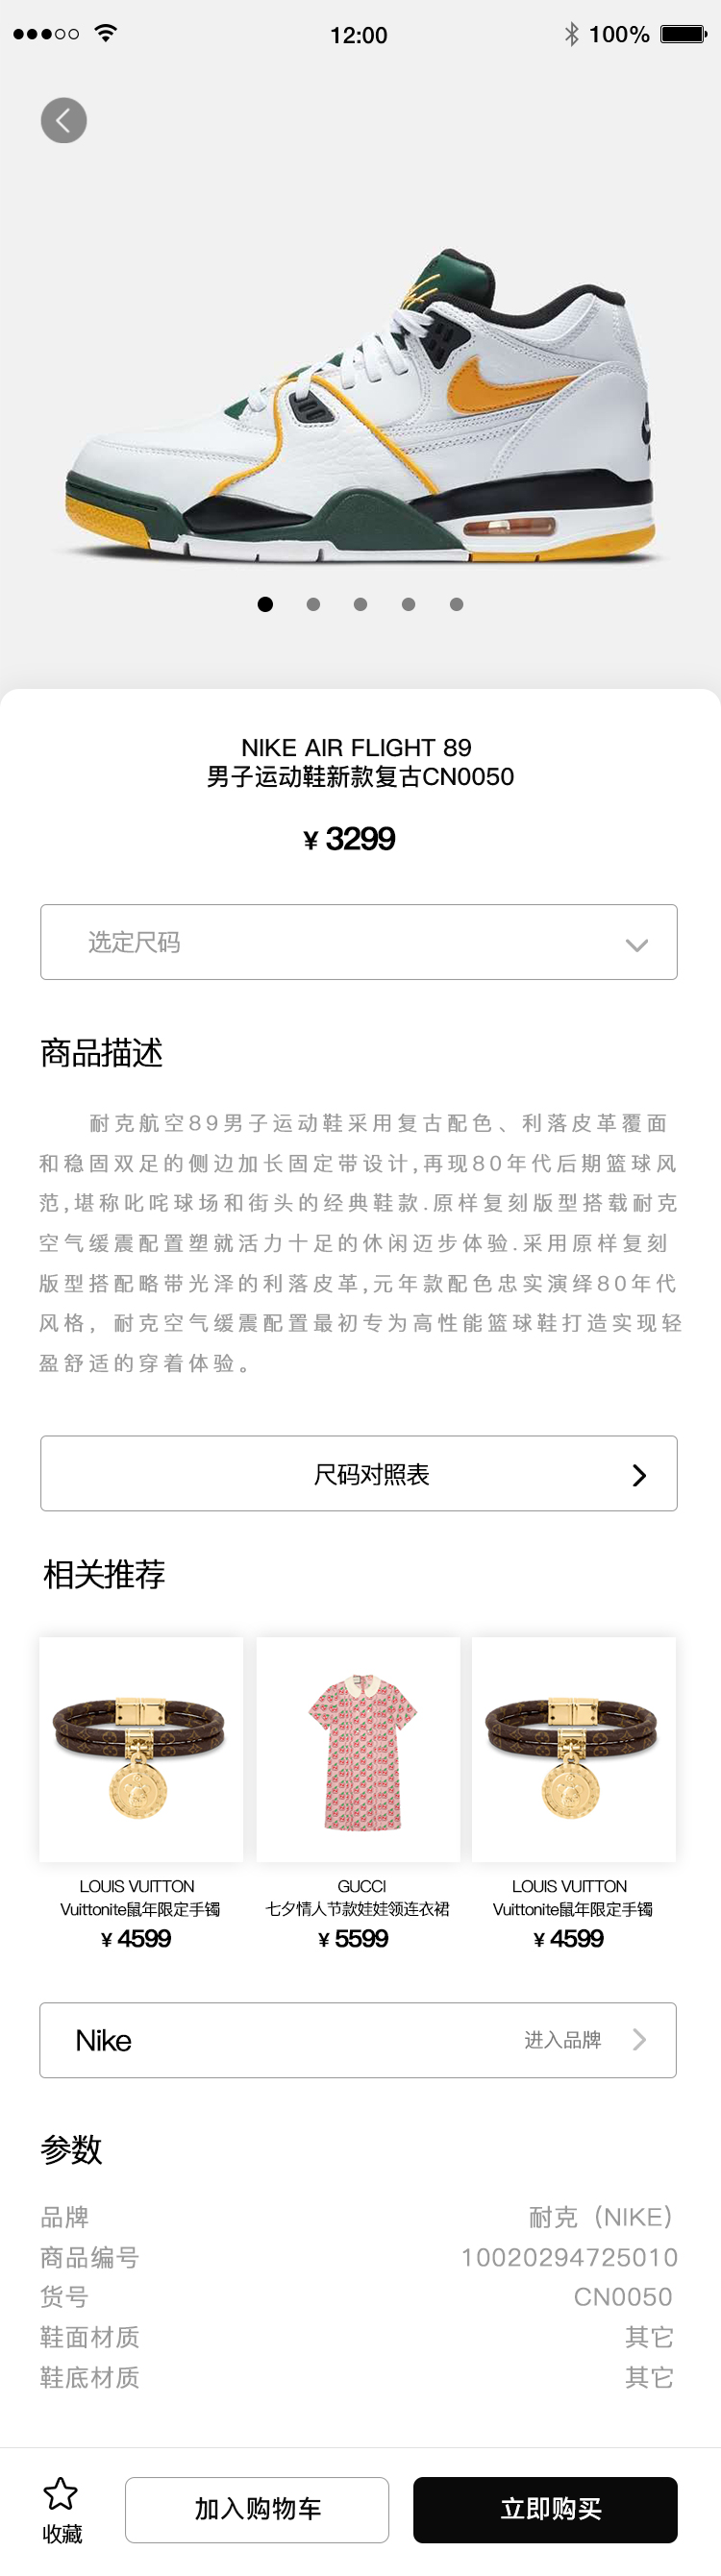 12:00
100%
NIKE AIR FLIGHT 89
男子运动鞋新款复古CN0050
¥ 3299
选定尺码
商品描述
耐克航空89男子运动鞋采用复古配色、利落皮革覆面
和稳固双足的侧边加长固定带设计,再现80年代后期篮球风
范,堪称叱咤球场和街头的经典鞋款.原样复刻版型搭载耐克
空气缓震配置塑就活力十足的休闲迈步体验.采用原样复刻
版型搭配略带光泽的利落皮革,元年款配色忠实演绎80年代
风格，耐克空气缓震配置最初专为高性能篮球鞋打造实现轻
盈舒适的穿着体验。
尺码对照表
相关推荐
LOUIS VUITTON
Vuittonite鼠年限定手镯
¥ 4599
GUCCI
七夕情人节款娃娃领连衣裙
¥ 5599
LOUIS VUITTON
Vuittonite鼠年限定手镯
¥ 4599
Nike
进入品牌
参数
品牌 耐克（NIKE）
商品编号 10020294725010
货号 CN0050
鞋面材质 其它
鞋底材质 其它
收藏
加入购物车
立即购买